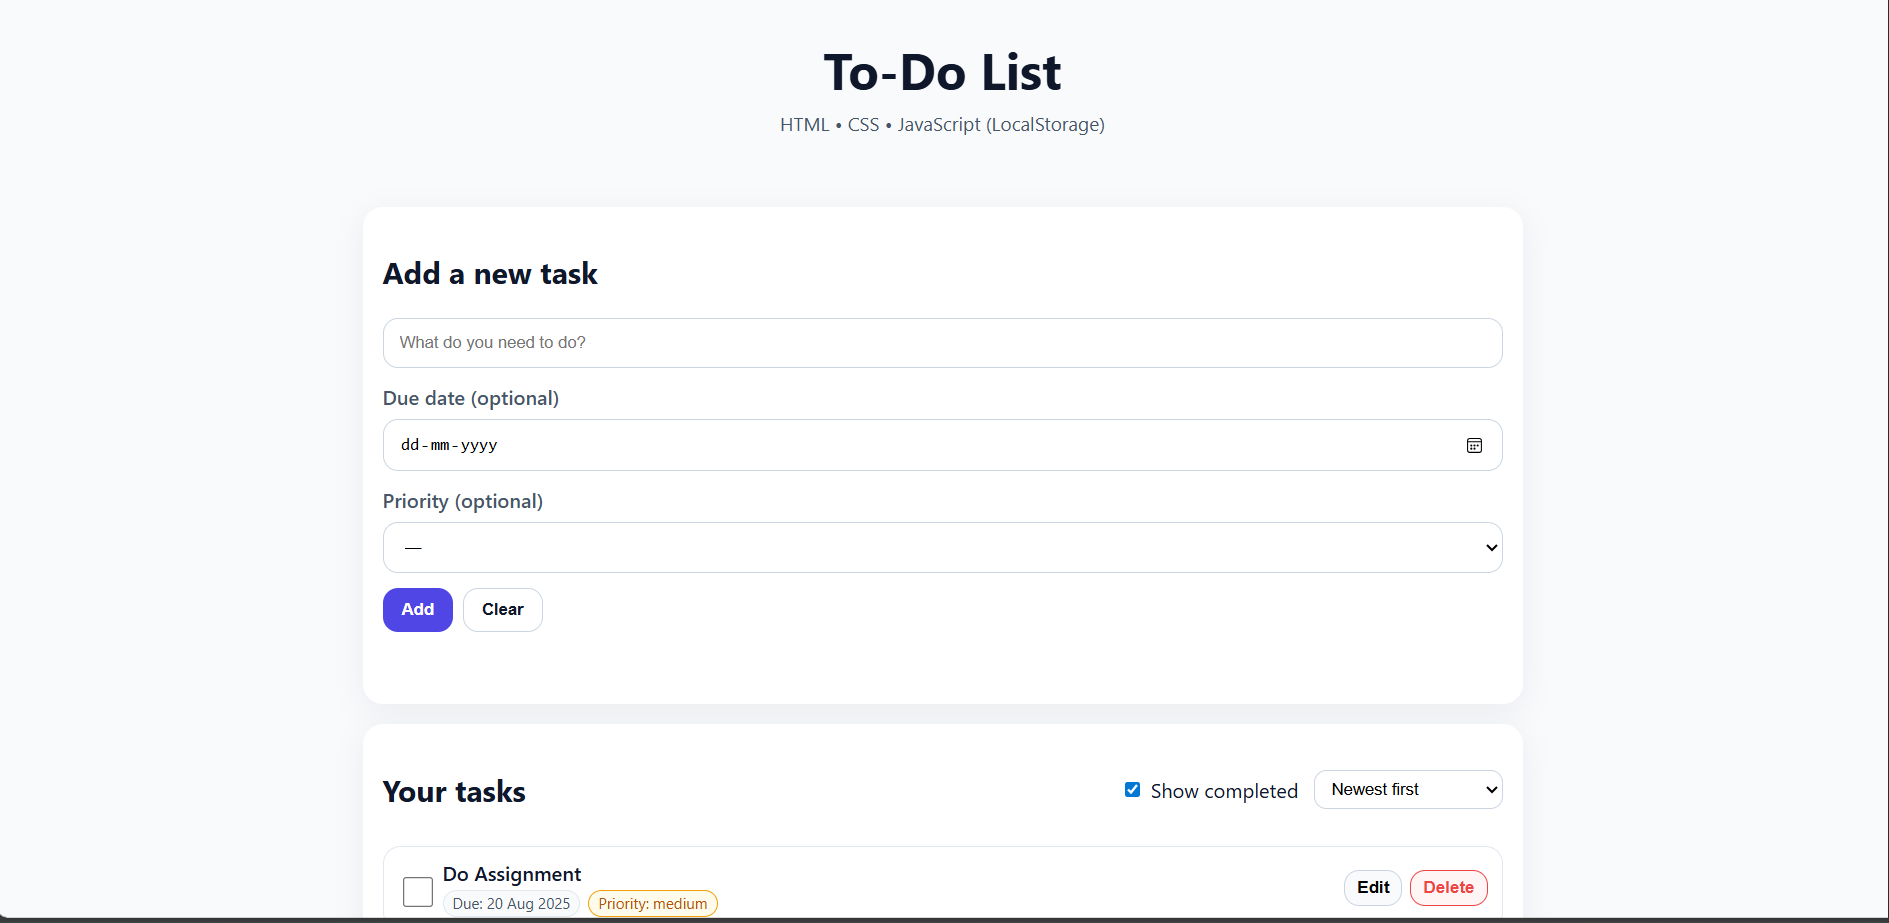 To-Do List
HTML • CSS • JavaScript (LocalStorage)
Add a new task
What do you need to do?
Due date (optional)
dd-mm-yyyy
Priority (optional)
—
Add Clear
Your tasks Show completed Newest first
Do Assignment
Due: 20 Aug 2025 Priority: medium Edit Delete